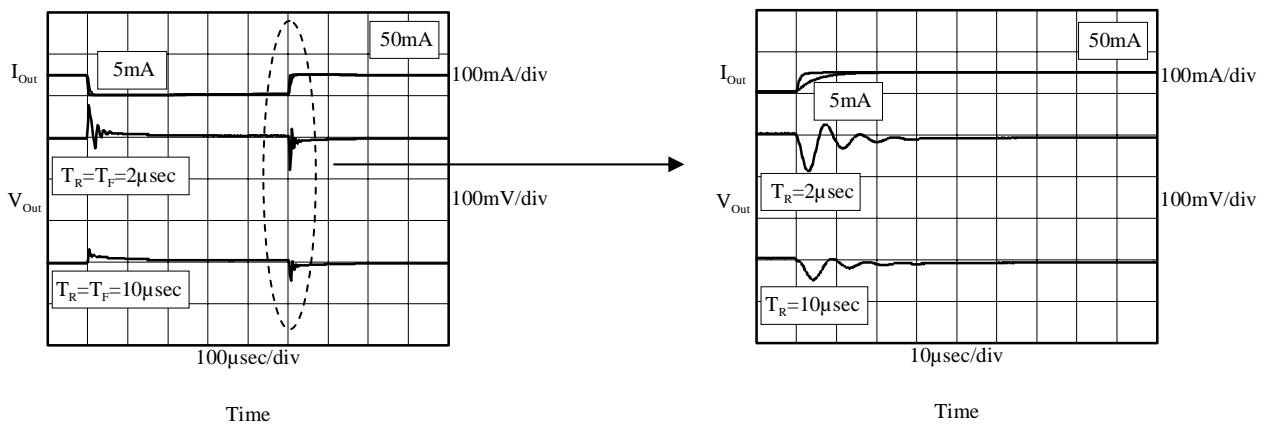 50mA
I_Out
5mA
100mA/div
T_R=T_F=2µsec
V_Out
100mV/div
T_R=T_F=10µsec
100µsec/div
Time
50mA
I_Out
5mA
100mA/div
T_R=2µsec
V_Out
100mV/div
T_R=10µsec
10µsec/div
Time